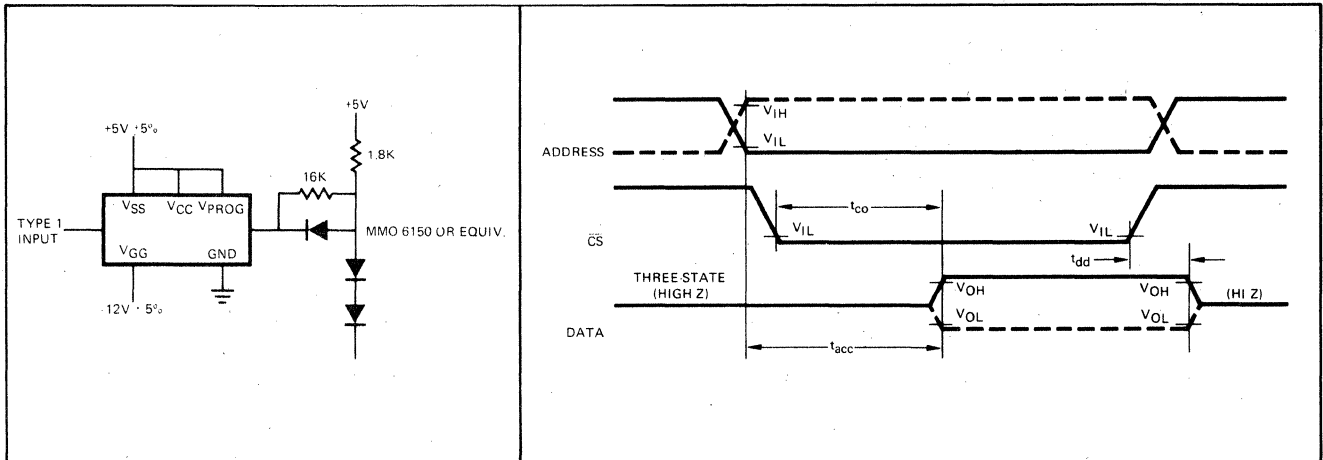 +5V
+5V ·5%
1.8K
16K
VSS VCC VPROG
TYPE 1
INPUT
MMO 6150 OR EQUIV.
VGG GND
-12V · 5%
ADDRESS
VIH
VIL
tco
CS
VIL
VIL
tdd
THREE-STATE
(HIGH Z)
VOH
VOH
(HI Z)
VOL
VOL
DATA
tacc